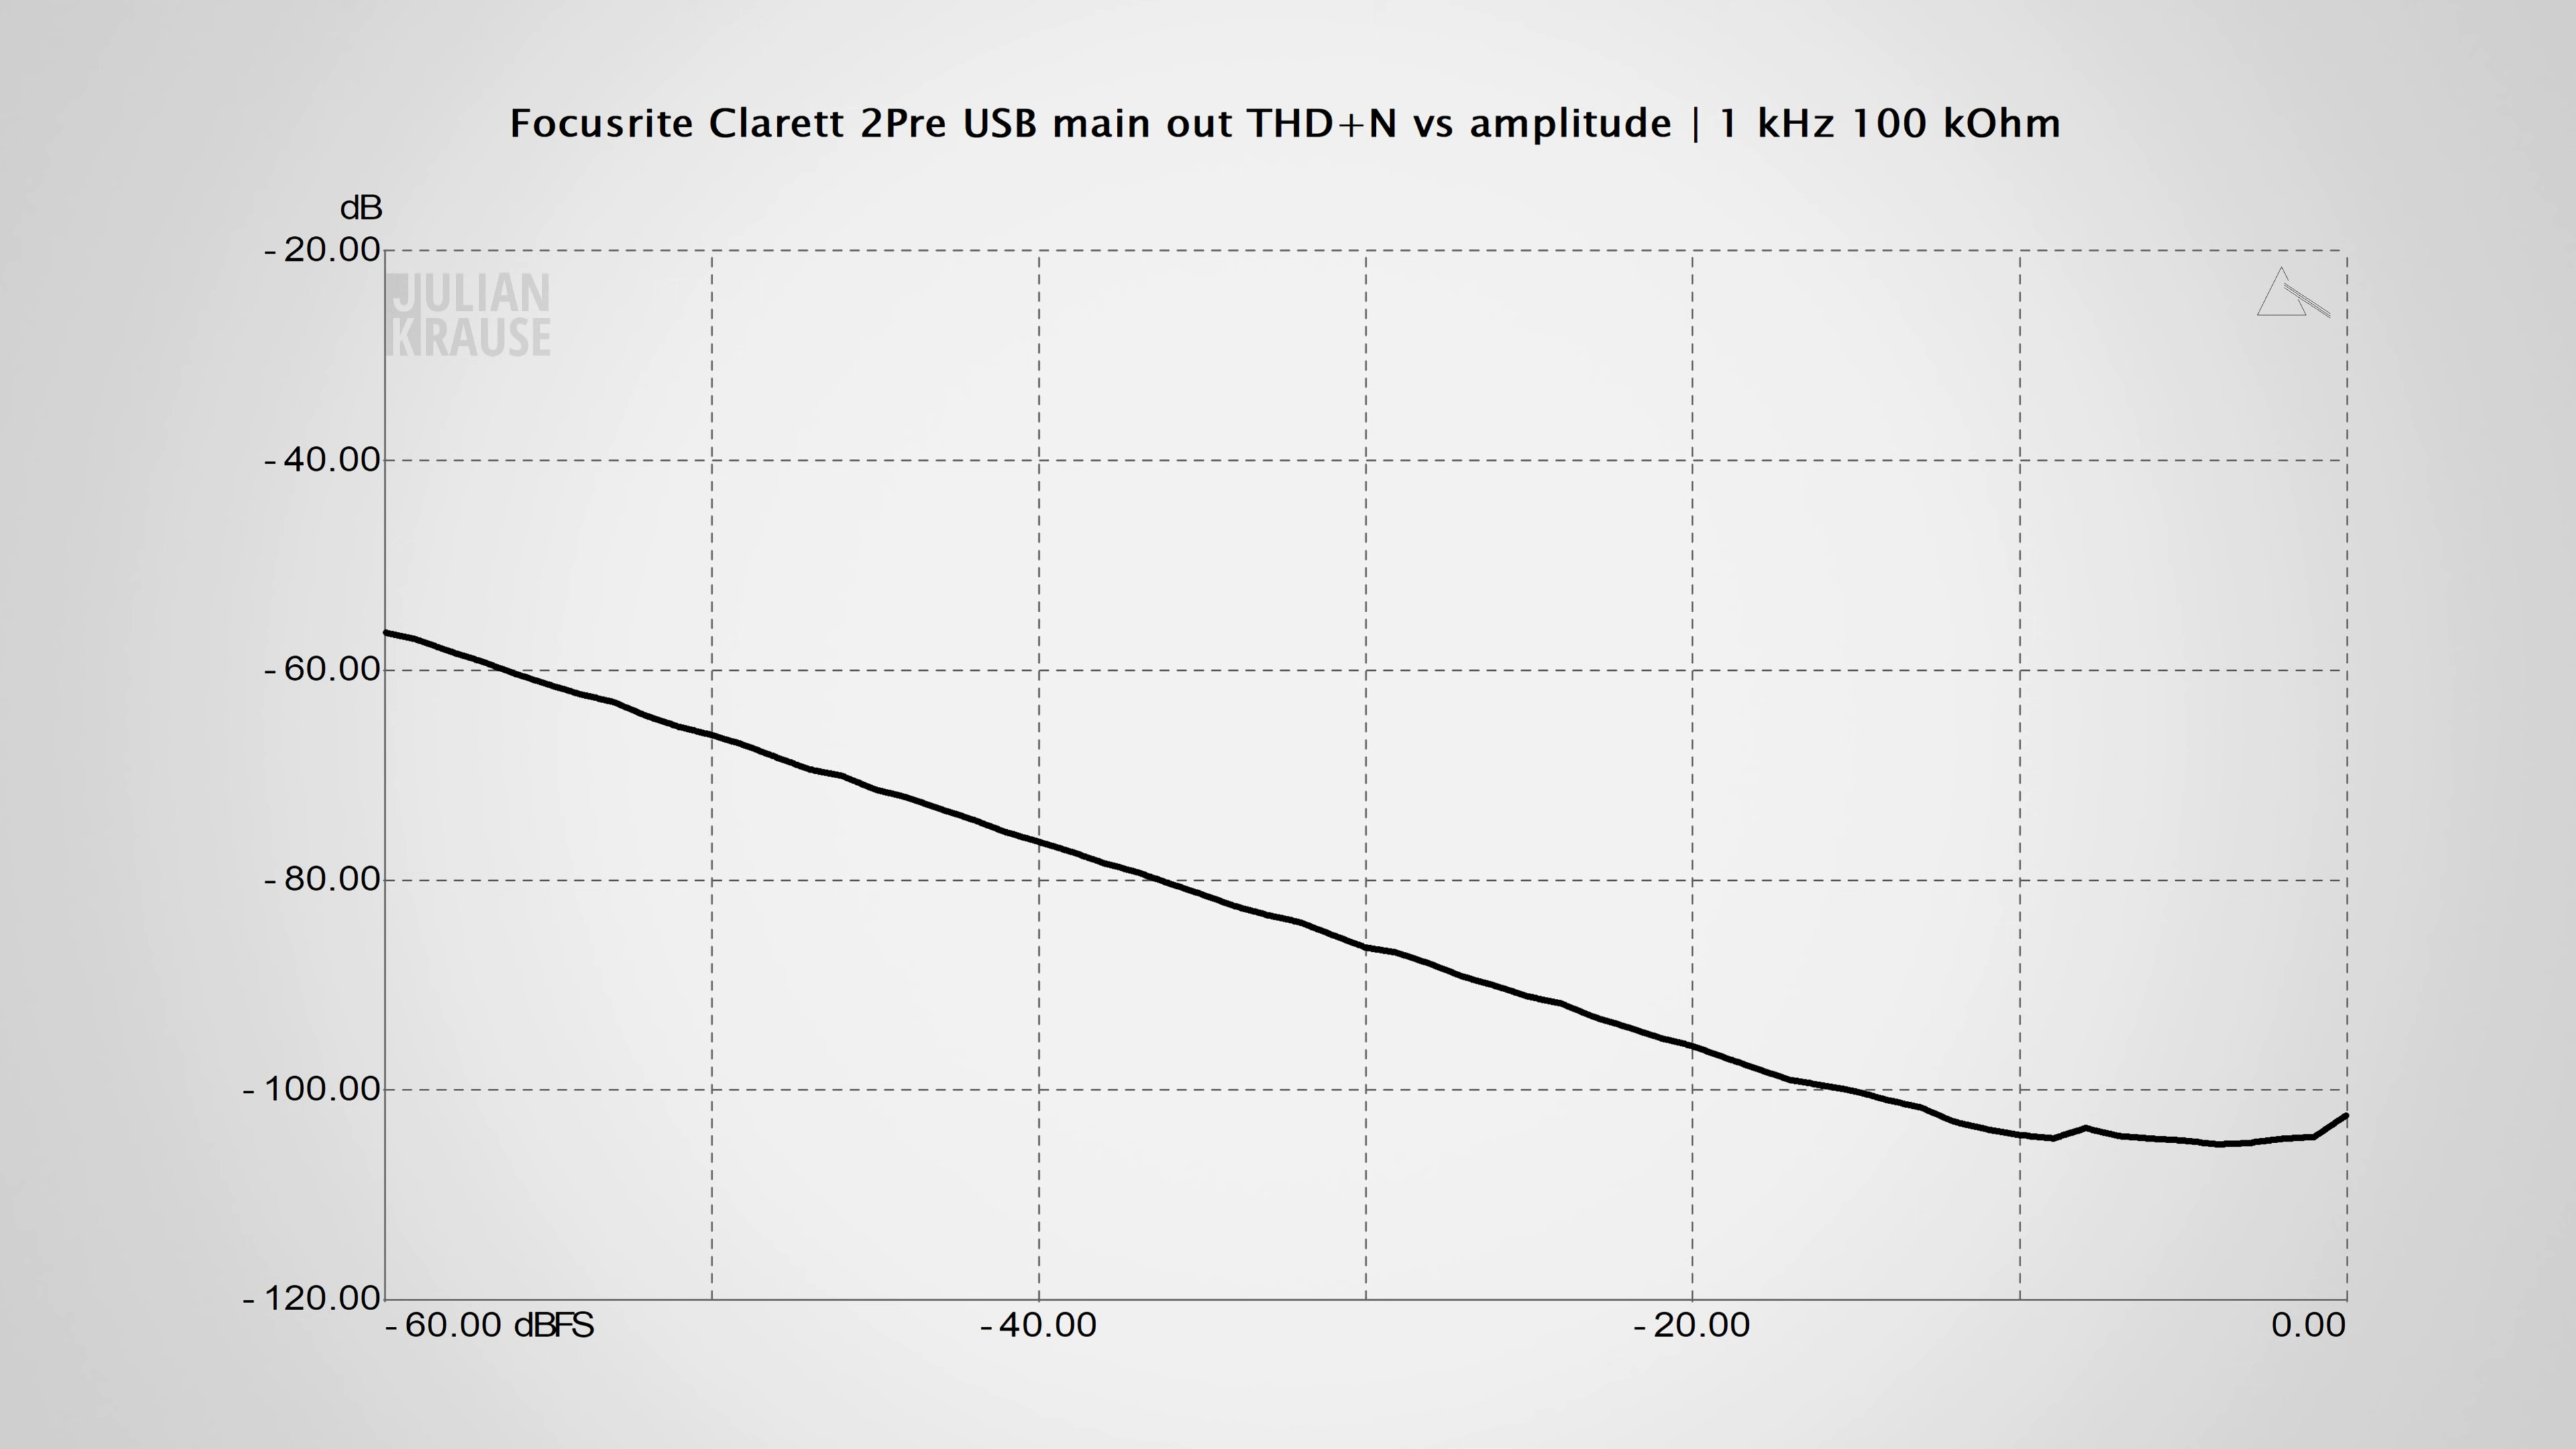 Focusrite Clarett 2Pre USB main out THD+N vs amplitude | 1 kHz 100 kOhm
dB
-20.00
JULIAN
KRAUSE
-40.00
-60.00
-80.00
-100.00
-120.00
-60.00 dBFS
-40.00
-20.00
0.00